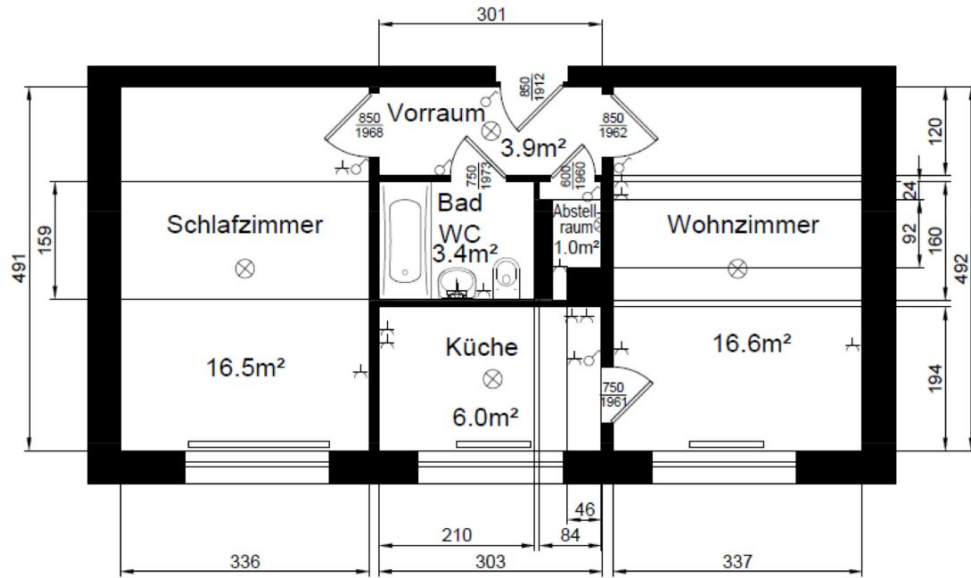 301
850
1912
Vorraum
850
1968
850
1962
3.9m²
750
1973
600
1960
120
24
Bad
WC
3.4m²
Abstell-
raum
1.0m²
Schlafzimmer
Wohnzimmer
159
491
92
160
492
Küche
16.5m²
16.6m²
6.0m²
750
1961
194
46
210
84
336
303
337